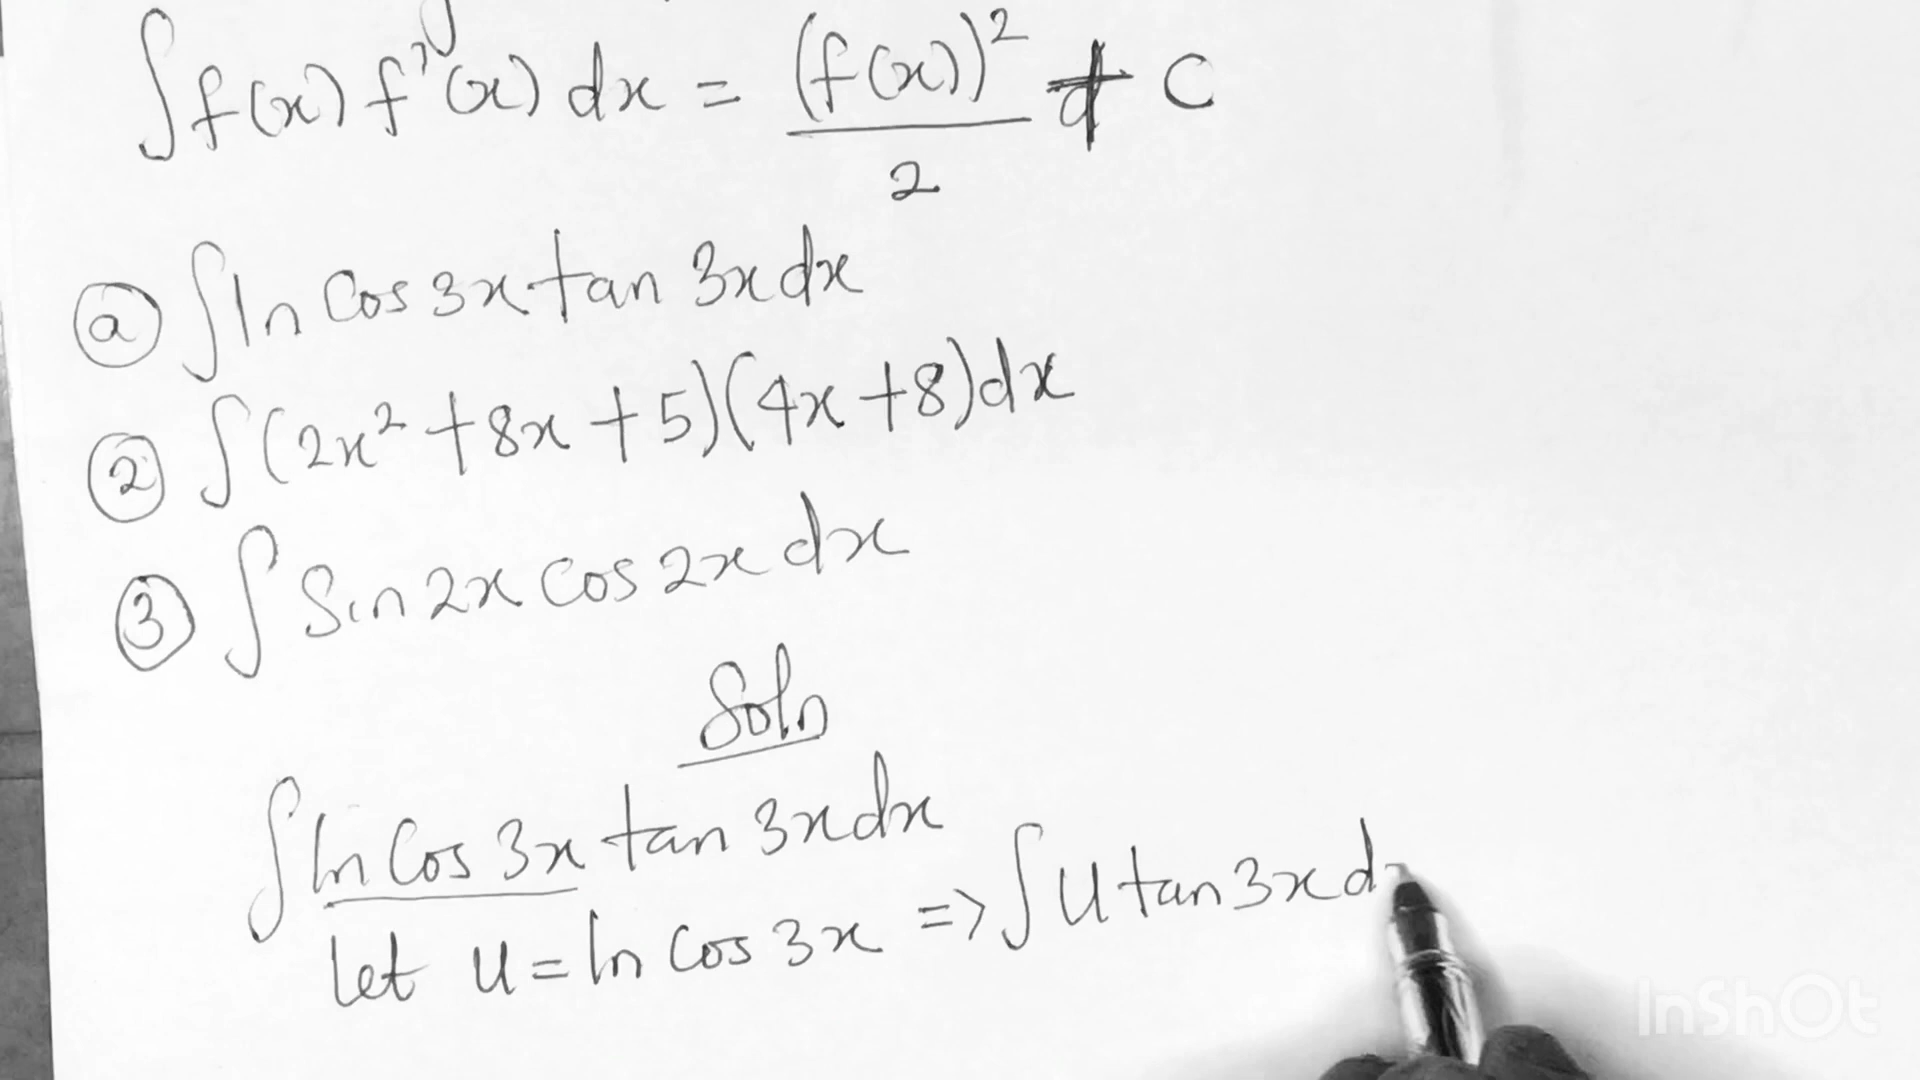 ∫f(x) f'(x) dx = (f(x))²/2 + C
ⓐ ∫ln Cos 3x tan 3x dx
② ∫(2x² + 8x + 5)(4x + 8)dx
③ ∫ Sin 2x Cos 2x dx
Soln
∫ln Cos 3x tan 3x dx
let u = ln Cos 3x => ∫ U tan 3x d
InShOt